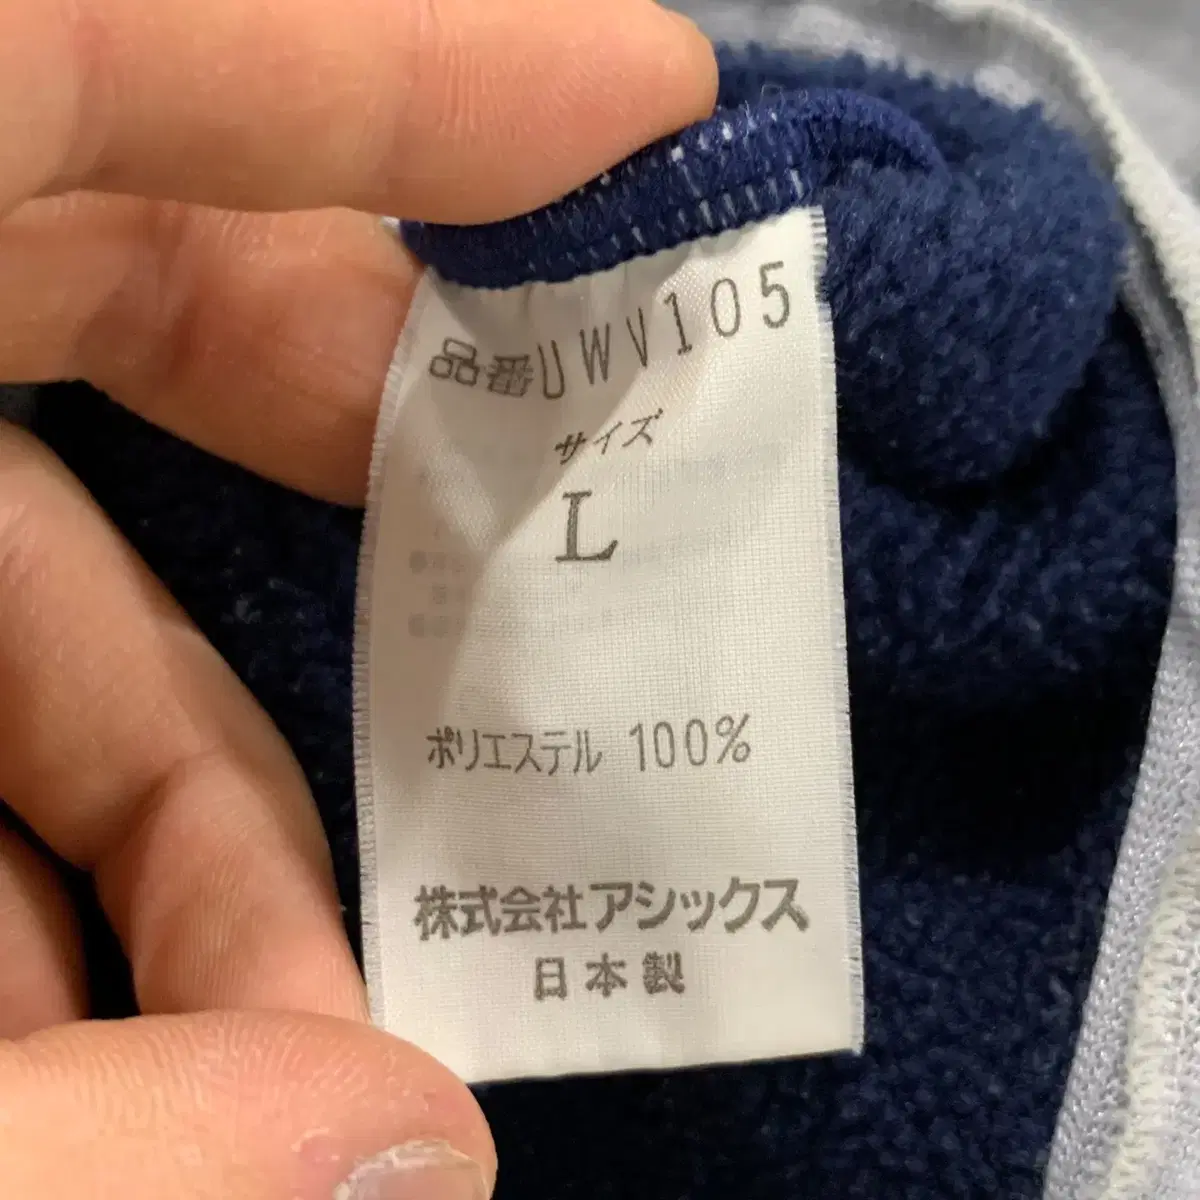 品番UWV105
サイズ
L
ポリエステル 100%
株式会社アシックス
日本製